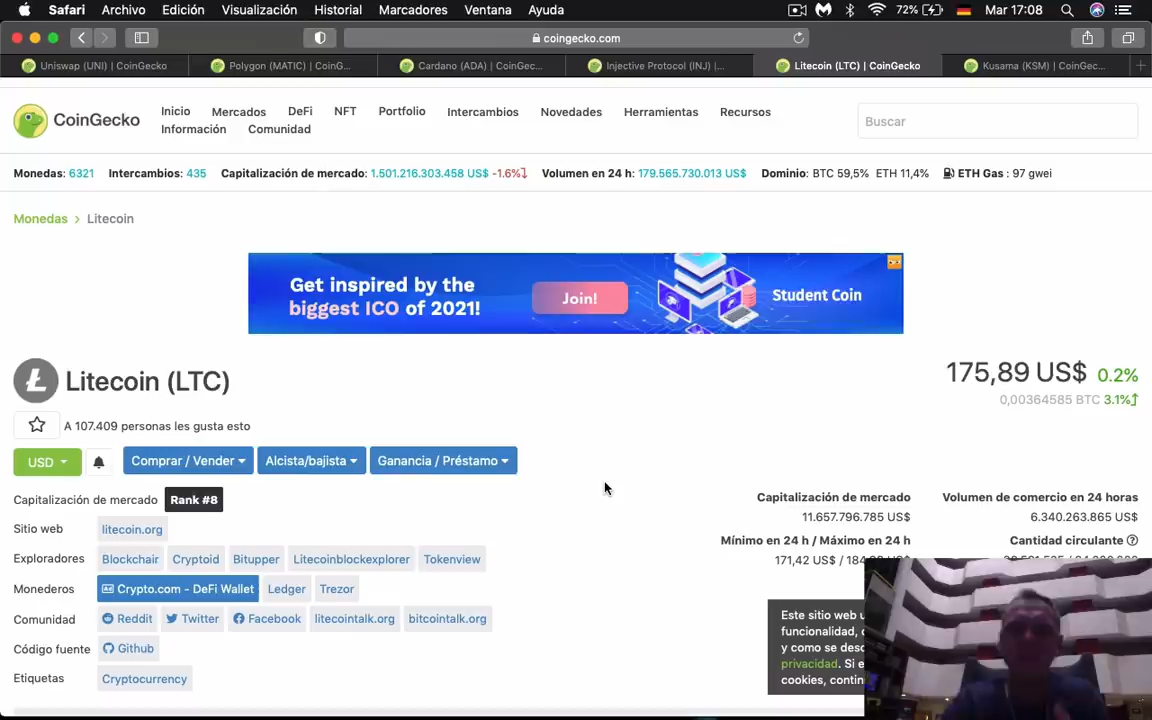 Safari Archivo Edición Visualización Historial Marcadores Ventana Ayuda 72% Mar 17:08
coingecko.com
Uniswap (UNI) | CoinGecko Polygon (MATIC) | CoinG... Cardano (ADA) | CoinGec... Injective Protocol (INJ) |... Litecoin (LTC) | CoinGecko Kusama (KSM) | CoinGec...
CoinGecko Inicio Mercados DeFi NFT Portfolio Intercambios Novedades Herramientas Recursos
Información Comunidad
Buscar
Monedas: 6321 Intercambios: 435 Capitalización de mercado: 1.501.216.303.458 US$ -1.6% Volumen en 24 h: 179.565.730.013 US$ Dominio: BTC 59,5% ETH 11,4% ETH Gas : 97 gwei
Monedas > Litecoin
Get inspired by the
biggest ICO of 2021!
Join!
Student Coin
Litecoin (LTC)
175,89 US$ 0.2%
0,00364585 BTC 3.1%
A 107.409 personas les gusta esto
USD Comprar / Vender Alcista/bajista Ganancia / Préstamo
Capitalización de mercado Rank #8
Sitio web litecoin.org
Exploradores Blockchair Cryptoid Bitupper Litecoinblockexplorer Tokenview
Monederos Crypto.com - DeFi Wallet Ledger Trezor
Comunidad Reddit Twitter Facebook litecointalk.org bitcointalk.org
Código fuente Github
Etiquetas Cryptocurrency
Capitalización de mercado
11.657.796.785 US$
Mínimo en 24 h / Máximo en 24 h
171,42 US$ / 184
Volumen de comercio en 24 horas
6.340.263.865 US$
Cantidad circulante
Este sitio web
funcionalidad,
y como se
privacidad. Si
cookies,